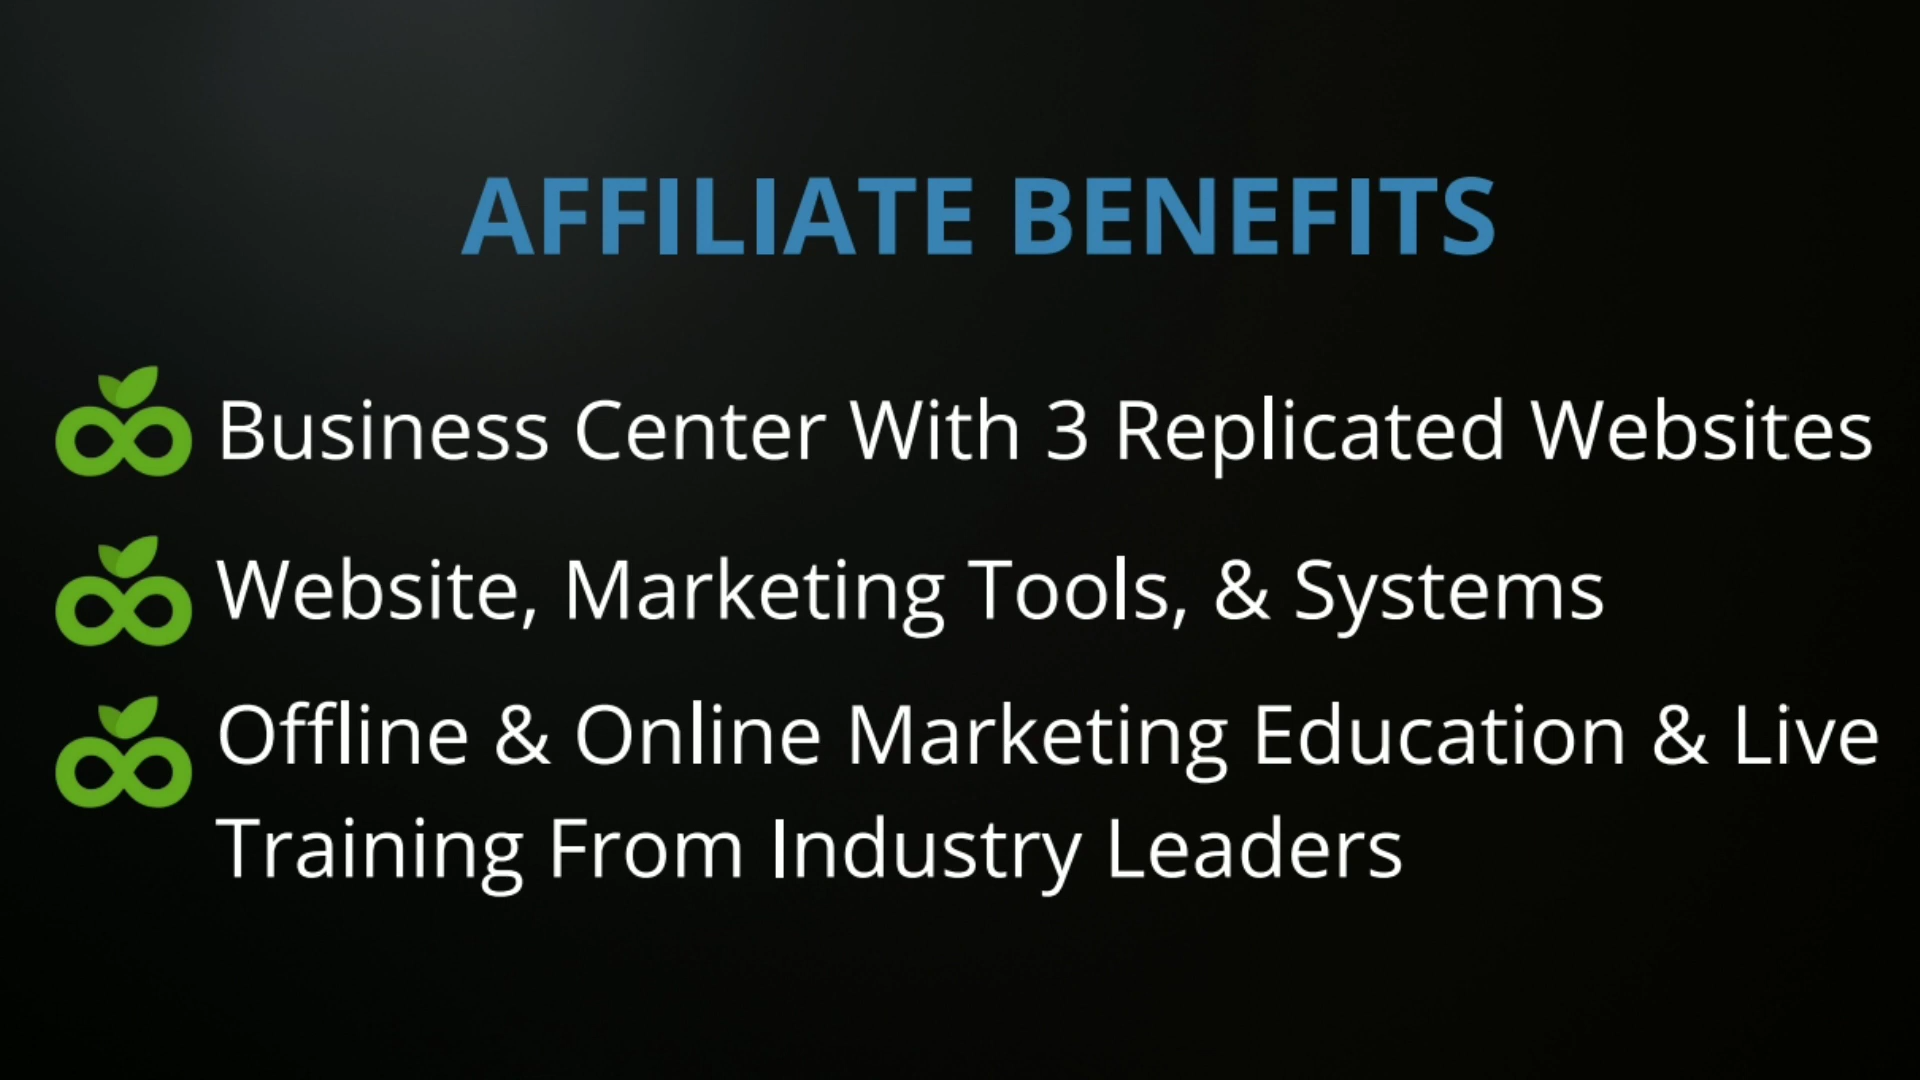 AFFILIATE BENEFITS
Business Center With 3 Replicated Websites
Website, Marketing Tools, & Systems
Offline & Online Marketing Education & Live
Training From Industry Leaders